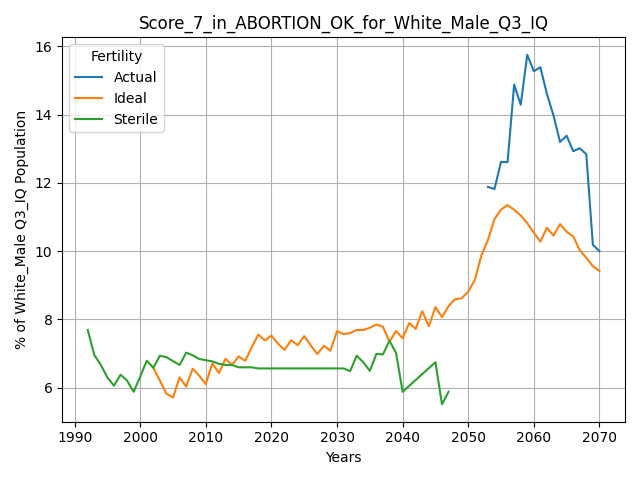 Score_7_in_ABORTION_OK_for_White_Male_Q3_IQ
Fertility
Actual
Ideal
Sterile
% of White_Male Q3_IQ Population
16
14
12
10
8
6
1990 2000 2010 2020 2030 2040 2050 2060 2070
Years